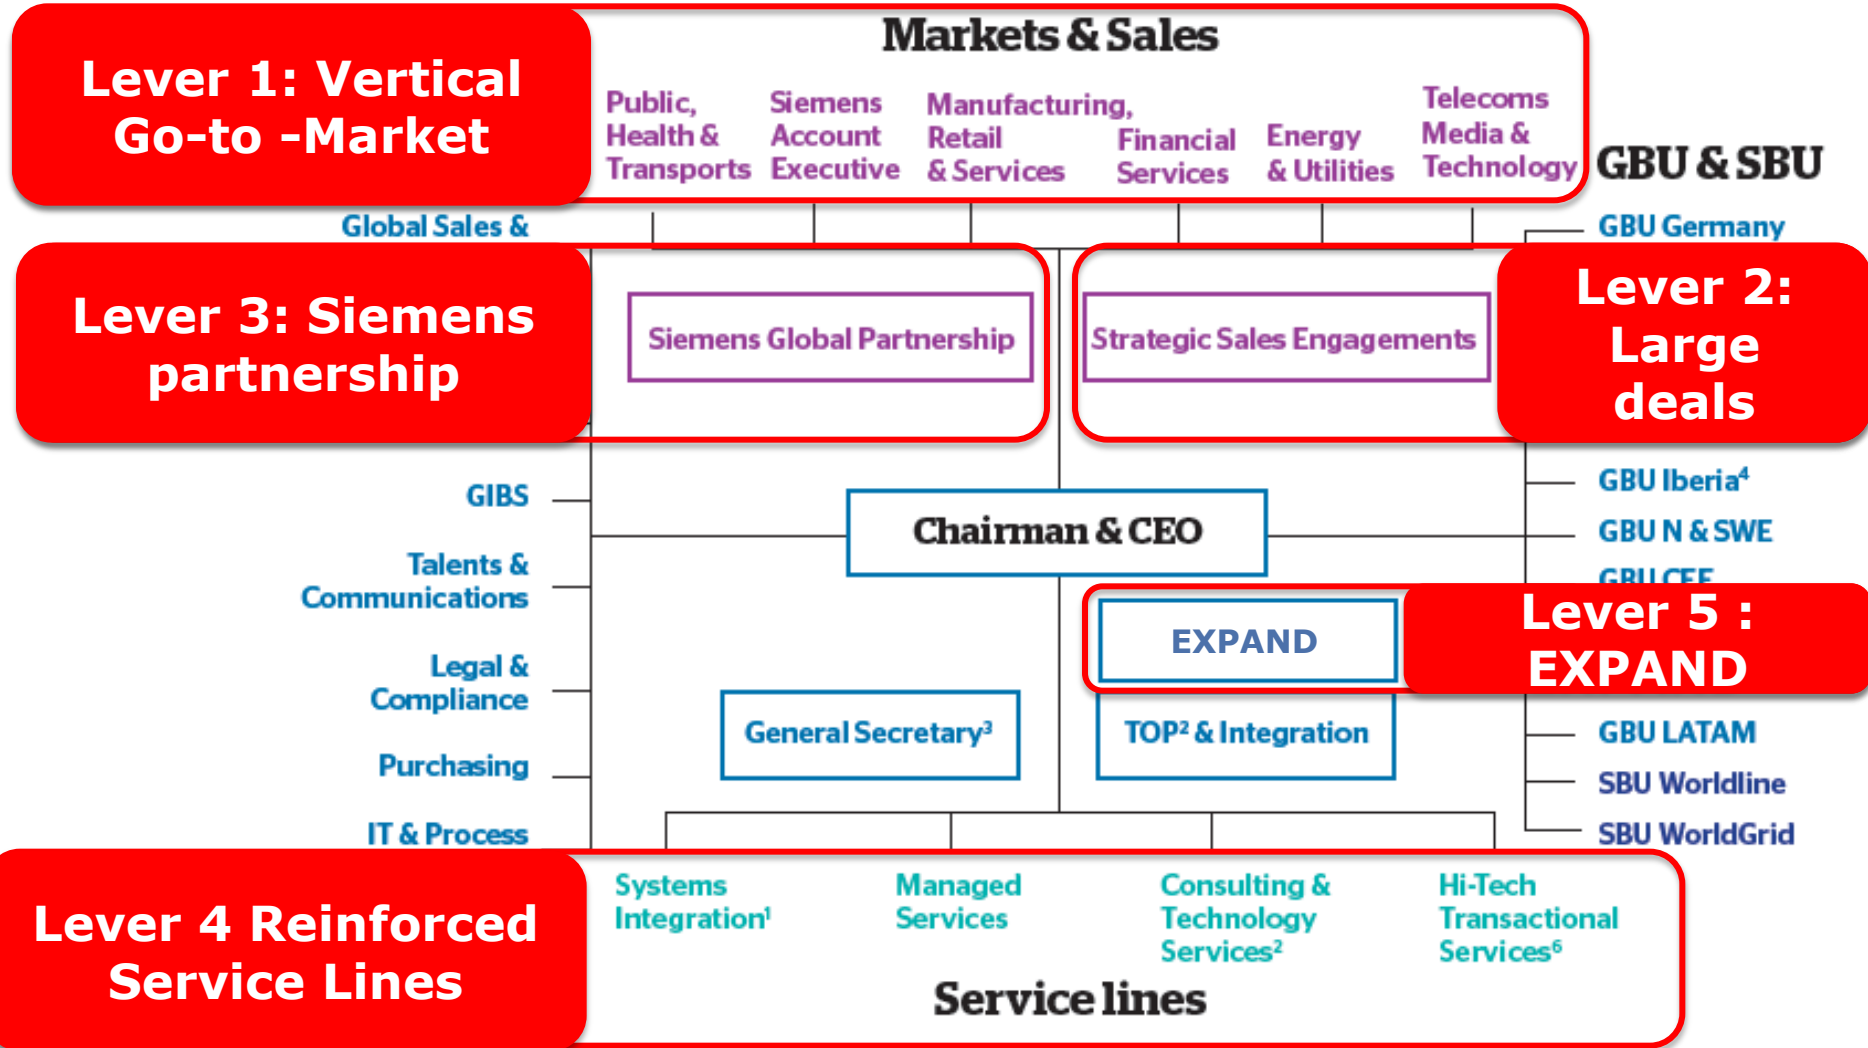 Markets & Sales
Lever 1: Vertical
Go-to -Market
Public,
Health &
Transports
Siemens
Account
Executive
Manufacturing,
Retail
& Services
Financial
Services
Energy
& Utilities
Telecoms
Media &
Technology
GBU & SBU
Global Sales &
GBU Germany
Lever 3: Siemens
partnership
Siemens Global Partnership
Strategic Sales Engagements
Lever 2:
Large
deals
GIBS
GBU Iberia⁴
Chairman & CEO
GBU N & SWE
Talents &
Communications
GBU CEE
EXPAND
Lever 5 :
EXPAND
Legal &
Compliance
General Secretary³
TOP² & Integration
GBU LATAM
Purchasing
SBU Worldline
IT & Process
SBU WorldGrid
Lever 4 Reinforced
Service Lines
Systems
Integration¹
Managed
Services
Consulting &
Technology
Services²
Hi-Tech
Transactional
Services⁶
Service lines